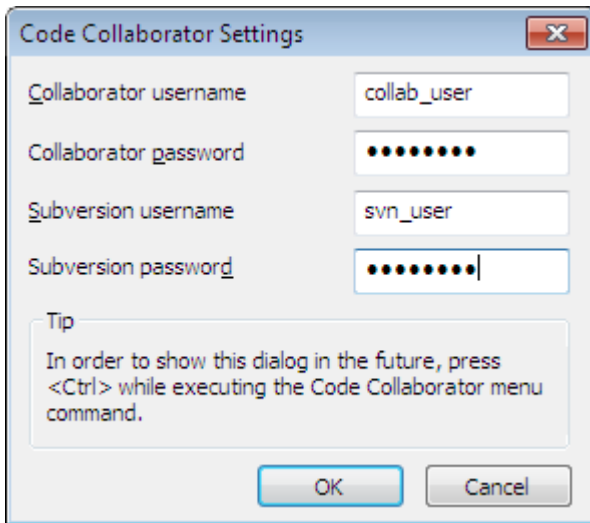 Code Collaborator Settings
Collaborator username collab_user
Collaborator password ●●●●●●●●
Subversion username svn_user
Subversion password ●●●●●●●●
Tip
In order to show this dialog in the future, press
<Ctrl> while executing the Code Collaborator menu
command.
OK Cancel